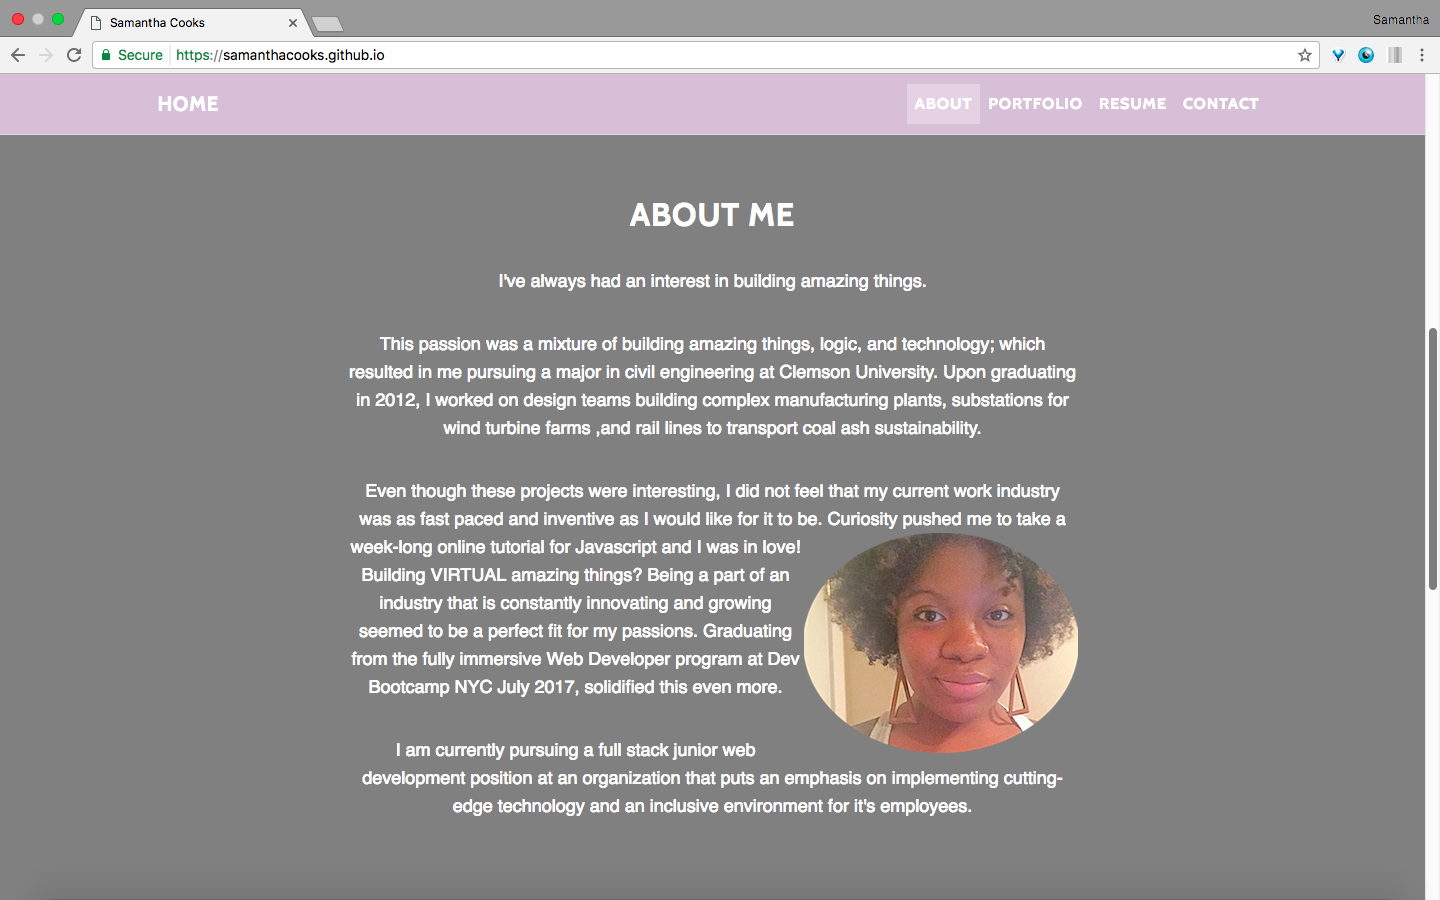 Samantha Cooks
Samantha
Secure https://samanthacooks.github.io
HOME ABOUT PORTFOLIO RESUME CONTACT
ABOUT ME
I've always had an interest in building amazing things.
This passion was a mixture of building amazing things, logic, and technology; which
resulted in me pursuing a major in civil engineering at Clemson University. Upon graduating
in 2012, I worked on design teams building complex manufacturing plants, substations for
wind turbine farms ,and rail lines to transport coal ash sustainability.
Even though these projects were interesting, I did not feel that my current work industry
was as fast paced and inventive as I would like for it to be. Curiosity pushed me to take a
week-long online tutorial for Javascript and I was in love!
Building VIRTUAL amazing things? Being a part of an
industry that is constantly innovating and growing
seemed to be a perfect fit for my passions. Graduating
from the fully immersive Web Developer program at Dev
Bootcamp NYC July 2017, solidified this even more.
I am currently pursuing a full stack junior web
development position at an organization that puts an emphasis on implementing cutting-
edge technology and an inclusive environment for it's employees.